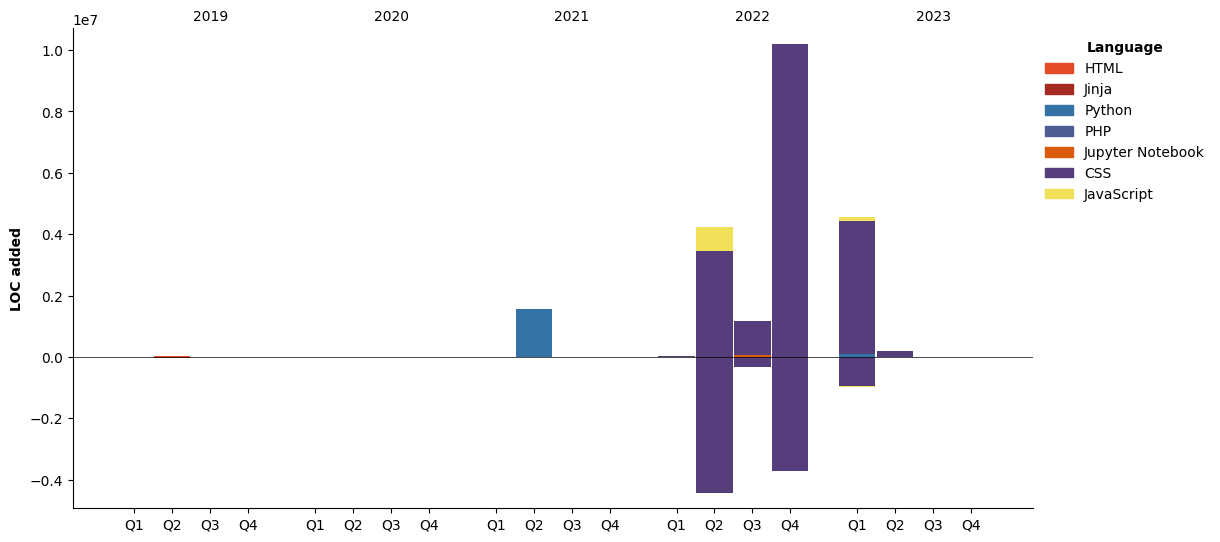 1e7
2019 2020 2021 2022 2023
LOC added
1.0
0.8
0.6
0.4
0.2
0.0
−0.2
−0.4
Q1 Q2 Q3 Q4 Q1 Q2 Q3 Q4 Q1 Q2 Q3 Q4 Q1 Q2 Q3 Q4 Q1 Q2 Q3 Q4
Language
HTML
Jinja
Python
PHP
Jupyter Notebook
CSS
JavaScript